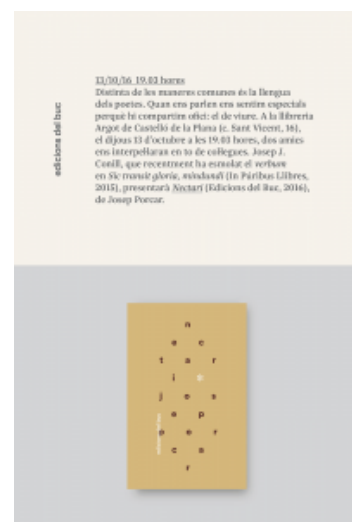 edicions del buc
13/10/16 19.03 hores
Distinta de les maneres comunes és la llengua
dels poetes. Quan ens parlen ens sentim especials
perquè hi compartim ofici: el de viure. A la llibreria
Argot de Castelló de la Plana (c. Sant Vicent, 16),
el dijous 13 d'octubre a les 19.03 hores, dos amics
ens interpel·laran en to de col·legues. Josep J.
Conill, que recentment ha esmolat el verbum
en Sic transit gloria, mindundi (In Púribus Llibres,
2015), presentarà Nectari (Edicions del Buc, 2016),
de Josep Porcar.
n
e c
t a r
i ©
j o s
e p
p o r
c a
r